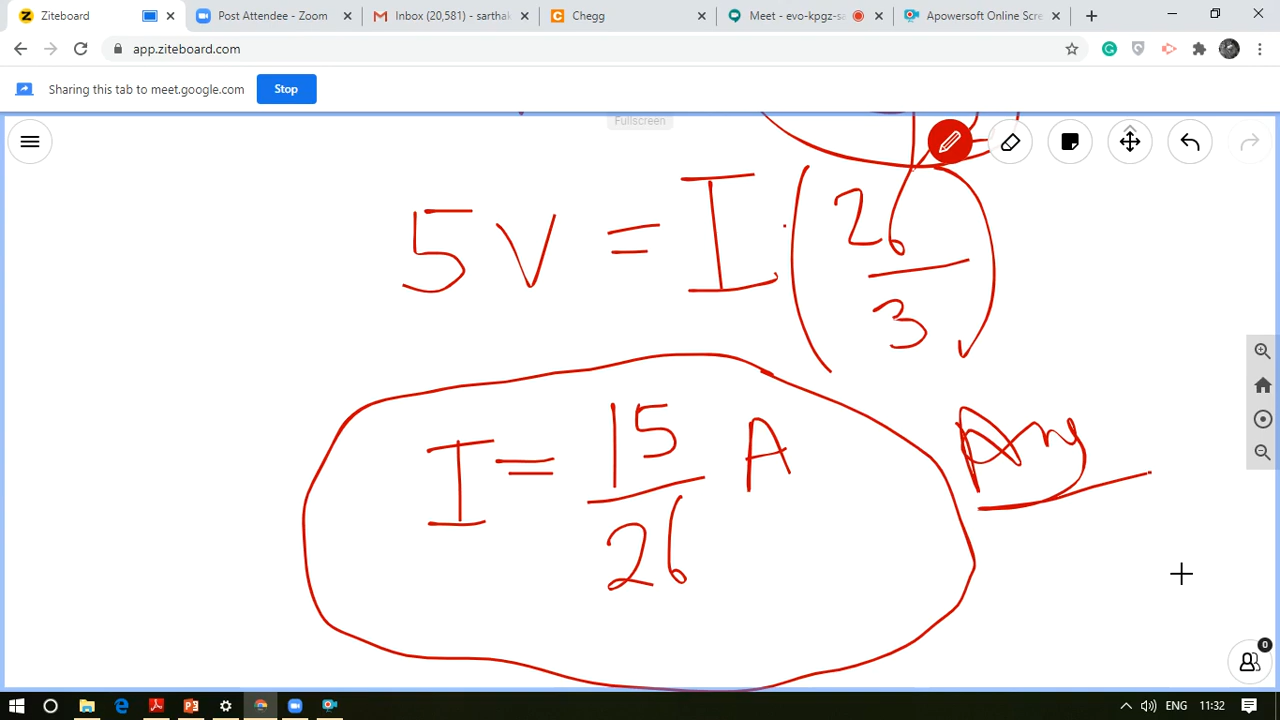 Ziteboard
Post Attendee - Zoom
Inbox (20,581) - sarthak
Chegg
Meet - evo-kpgz-s
Apowersoft Online Scre
app.ziteboard.com
Sharing this tab to meet.google.com
Stop
Fullscreen
5V = I · (26/3)
I = 15/26 A
Ans
0
ENG
11:32